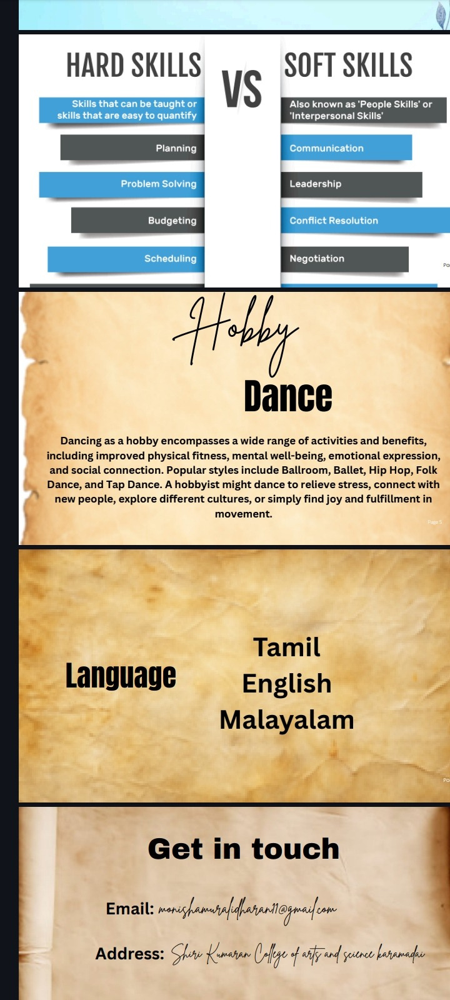 HARD SKILLS
VS
SOFT SKILLS
Skills that can be taught or
skills that are easy to quantify
Also known as 'People Skills' or
'Interpersonal Skills'
Planning
Communication
Problem Solving
Leadership
Budgeting
Conflict Resolution
Scheduling
Negotiation
Hobby
Dance
Dancing as a hobby encompasses a wide range of activities and benefits,
including improved physical fitness, mental well-being, emotional expression,
and social connection. Popular styles include Ballroom, Ballet, Hip Hop, Folk
Dance, and Tap Dance. A hobbyist might dance to relieve stress, connect with
new people, explore different cultures, or simply find joy and fulfillment in
movement.
Page 5
Language
Tamil
English
Malayalam
Get in touch
Email: monishamuralidharan11@gmail.com
Address: Shiri Kumaran College of arts and science karamadai